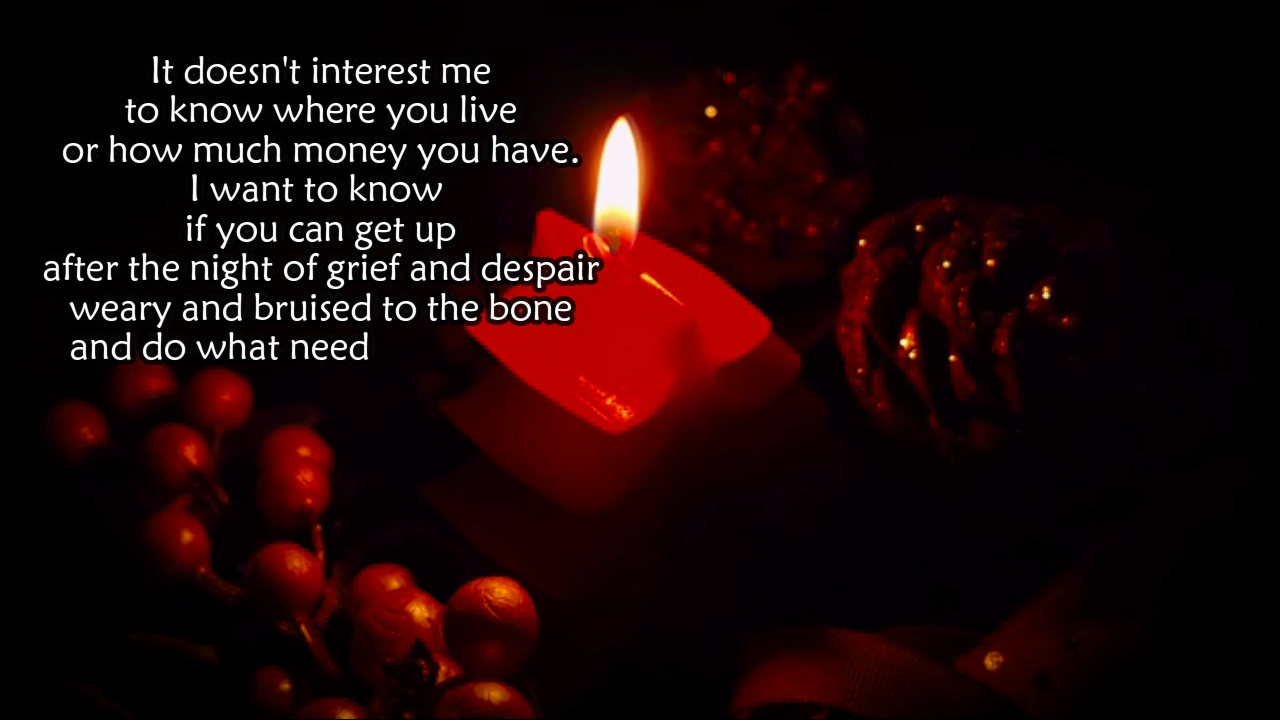 It doesn't interest me
to know where you live
or how much money you have.
I want to know
if you can get up
after the night of grief and despair
weary and bruised to the bone
and do what need